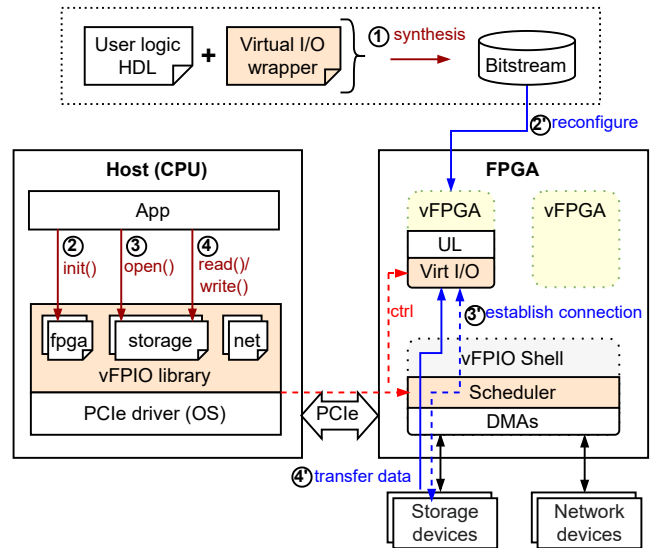 User logic
HDL
+
Virtual I/O
wrapper
1 synthesis
Bitstream
2' reconfigure
Host (CPU)
App
2
init()
3
open()
4
read()/
write()
fpga
storage
net
vFPIO library
PCIe driver (OS)
PCIe
FPGA
vFPGA
vFPGA
UL
Virt I/O
ctrl
3' establish connection
vFPIO Shell
Scheduler
DMAs
4' transfer data
Storage
devices
Network
devices